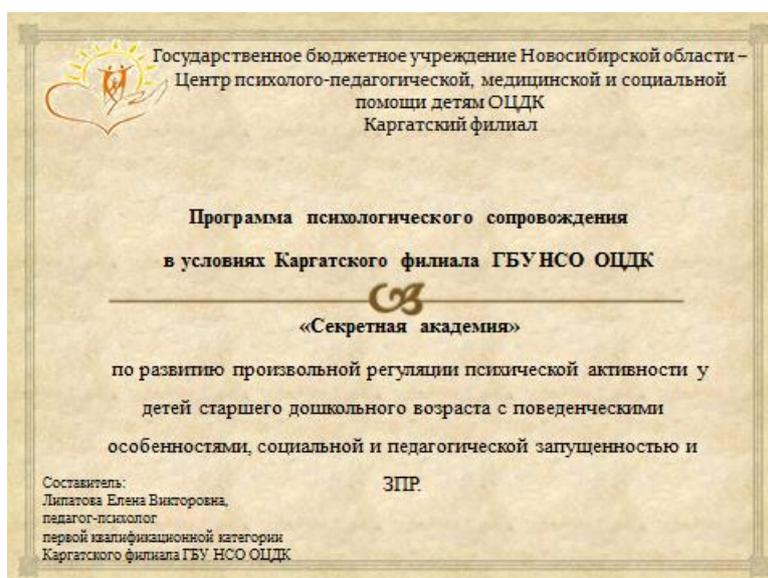 Государственное бюджетное учреждение Новосибирской области –
Центр психолого-педагогической, медицинской и социальной
помощи детям ОЦДК
Каргатский филиал
Программа психологического сопровождения
в условиях Каргатского филиала ГБУ НСО ОЦДК
«Секретная академия»
по развитию произвольной регуляции психической активности у
детей старшего дошкольного возраста с поведенческими
особенностями, социальной и педагогической запущенностью и
ЗПР.
Составитель:
Липатова Елена Викторовна,
педагог-психолог
первой квалификационной категории
Каргатского филиала ГБУ НСО ОЦДК